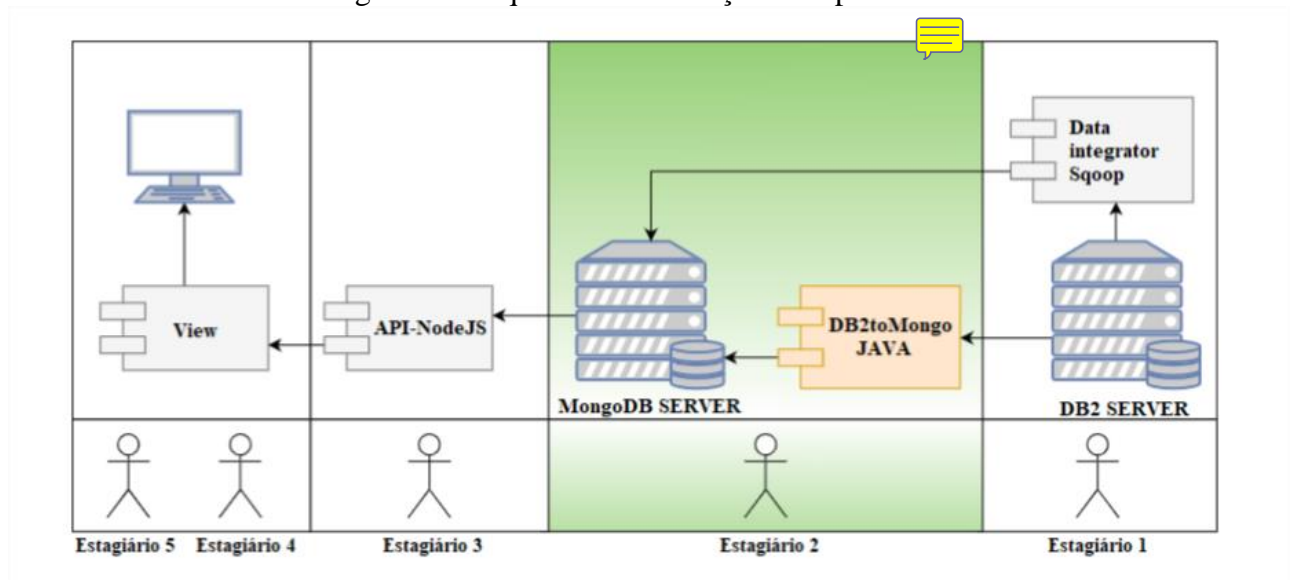 Data
integrator
Sqoop
View
API-NodeJS
DB2toMongo
JAVA
MongoDB SERVER
DB2 SERVER
Estagiário 5
Estagiário 4
Estagiário 3
Estagiário 2
Estagiário 1